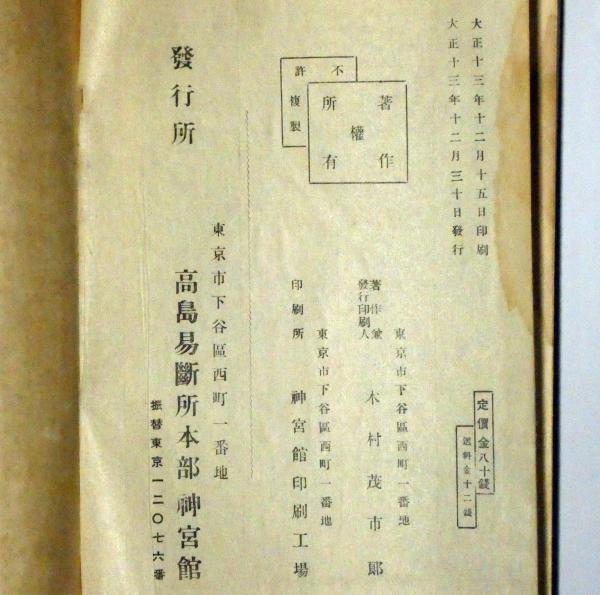 大正十三年十二月十五日印刷
大正十三年十二月三十日發行
定價金八十錢
送料金十二錢
不許複製
著作權所有
東京市下谷區西町一番地
著作兼發行印刷人
木村茂市郎
東京市下谷區西町一番地
印刷所 神宮館印刷工場
東京市下谷區西町一番地
發行所 高島易斷所本部神宮館
振替東京一二〇七六番